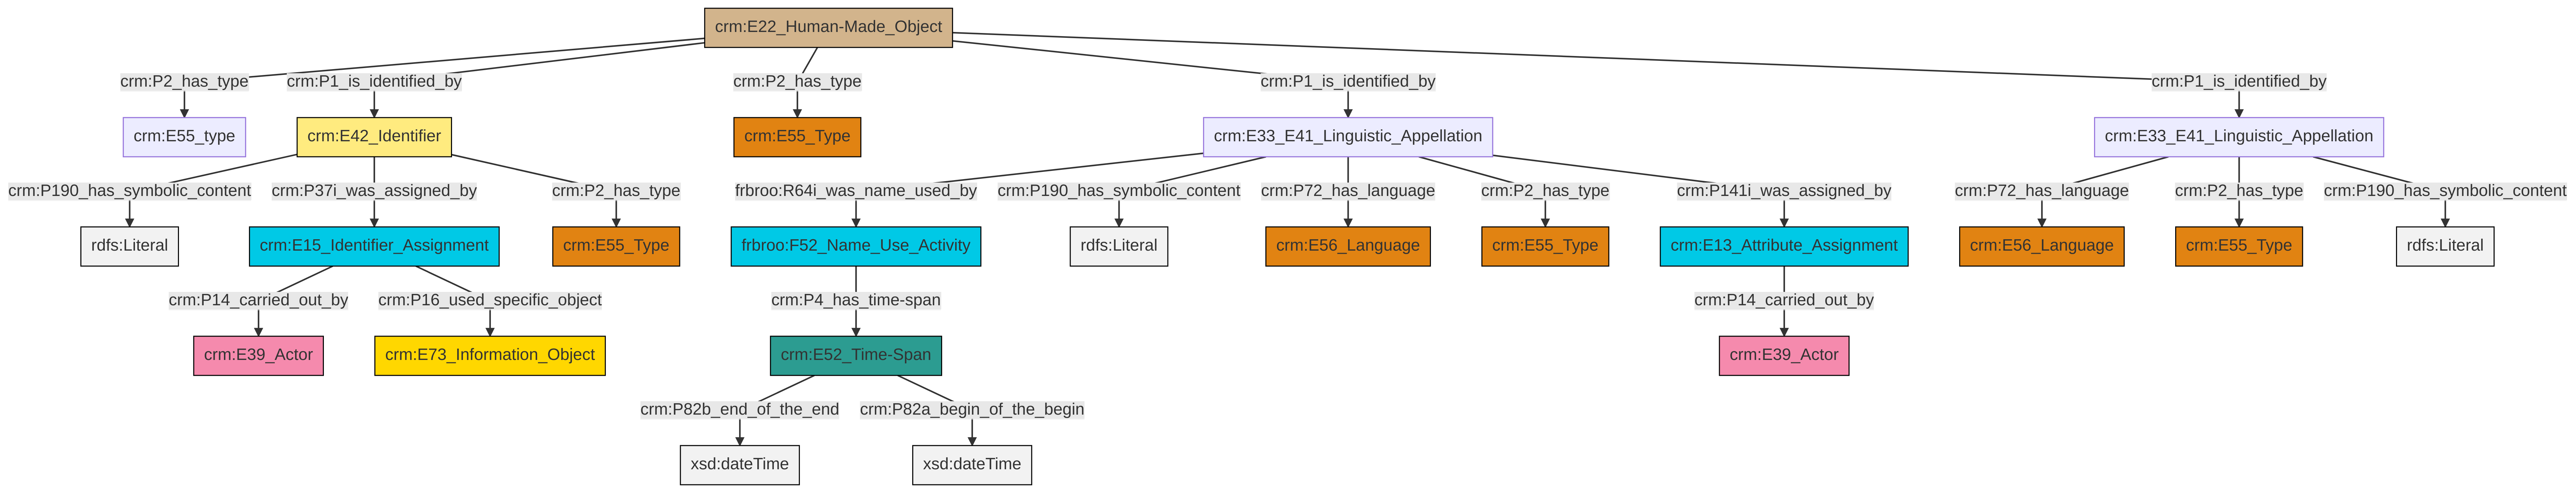 crm:E22_Human-Made_Object
crm:P2_has_type
crm:P1_is_identified_by
crm:P2_has_type
crm:P1_is_identified_by
crm:P1_is_identified_by
crm:E55_type
crm:E42_Identifier
crm:E55_Type
crm:E33_E41_Linguistic_Appellation
crm:E33_E41_Linguistic_Appellation
crm:P190_has_symbolic_content
crm:P37i_was_assigned_by
crm:P2_has_type
frbroo:R64i_was_name_used_by
crm:P190_has_symbolic_content
crm:P72_has_language
crm:P2_has_type
crm:P141i_was_assigned_by
crm:P72_has_language
crm:P2_has_type
crm:P190_has_symbolic_content
rdfs:Literal
crm:E15_Identifier_Assignment
crm:E55_Type
frbroo:F52_Name_Use_Activity
rdfs:Literal
crm:E56_Language
crm:E55_Type
crm:E13_Attribute_Assignment
crm:E56_Language
crm:E55_Type
rdfs:Literal
crm:P14_carried_out_by
crm:P16_used_specific_object
crm:P4_has_time-span
crm:P14_carried_out_by
crm:E39_Actor
crm:E73_Information_Object
crm:E52_Time-Span
crm:E39_Actor
crm:P82b_end_of_the_end
crm:P82a_begin_of_the_begin
xsd:dateTime
xsd:dateTime